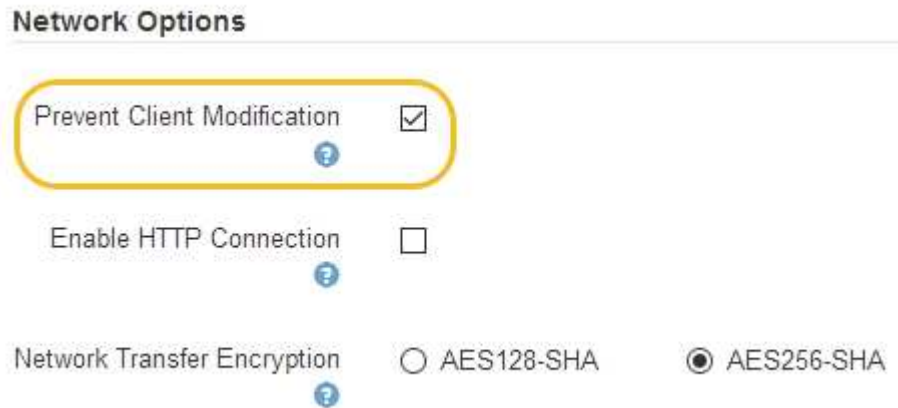 Network Options
Prevent Client Modification
Enable HTTP Connection
Network Transfer Encryption AES128-SHA AES256-SHA